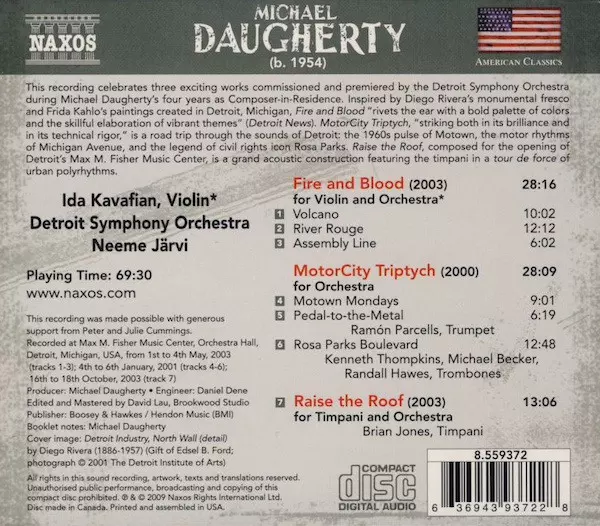 NAXOS
MICHAEL
DAUGHERTY
(b. 1954)
AMERICAN CLASSICS
This recording celebrates three exciting works commissioned and premiered by the Detroit Symphony Orchestra
during Michael Daugherty's four years as Composer-in-Residence. Inspired by Diego Rivera's monumental fresco
and Frida Kahlo's paintings created in Detroit, Michigan, Fire and Blood "rivets the ear with a bold palette of colors
and the skillful elaboration of vibrant themes" (Detroit News). MotorCity Triptych, "striking both in its brilliance and
in its technical rigor," is a road trip through the sounds of Detroit: the 1960s pulse of Motown, the motor rhythms
of Michigan Avenue, and the legend of civil rights icon Rosa Parks. Raise the Roof, composed for the opening of
Detroit's Max M. Fisher Music Center, is a grand acoustic construction featuring the timpani in a tour de force of
urban polyrhythms.
Ida Kavafian, Violin*
Detroit Symphony Orchestra
Neeme Järvi
Playing Time: 69:30
www.naxos.com
This recording was made possible with generous
support from Peter and Julie Cummings.
Recorded at Max M. Fisher Music Center, Orchestra Hall,
Detroit, Michigan, USA, from 1st to 4th May, 2003
(tracks 1-3); 4th to 6th January, 2001 (tracks 4-6);
16th to 18th October, 2003 (track 7)
Producer: Michael Daugherty • Engineer: Daniel Dene
Edited and Mastered by David Lau, Brookwood Studio
Publisher: Boosey & Hawkes / Hendon Music (BMI)
Booklet notes: Michael Daugherty
Cover image: Detroit Industry, North Wall (detail)
by Diego Rivera (1886-1957) (Gift of Edsel B. Ford;
photograph © 2001 The Detroit Institute of Arts)
Fire and Blood (2003) 28:16
for Violin and Orchestra*
1 Volcano 10:02
2 River Rouge 12:12
3 Assembly Line 6:02
MotorCity Triptych (2000) 28:09
for Orchestra
4 Motown Mondays 9:01
5 Pedal-to-the-Metal 6:19
Ramón Parcells, Trumpet
6 Rosa Parks Boulevard 12:48
Kenneth Thompkins, Michael Becker,
Randall Hawes, Trombones
7 Raise the Roof (2003) 13:06
for Timpani and Orchestra
Brian Jones, Timpani
All rights in this sound recording, artwork, texts and translations reserved.
Unauthorised public performance, broadcasting and copying of this
compact disc prohibited. ℗ & © 2009 Naxos Rights International Ltd.
Disc made in Canada. Printed and assembled in USA.
COMPACT
disc
DIGITAL AUDIO
8.559372
6 36943 93722 8